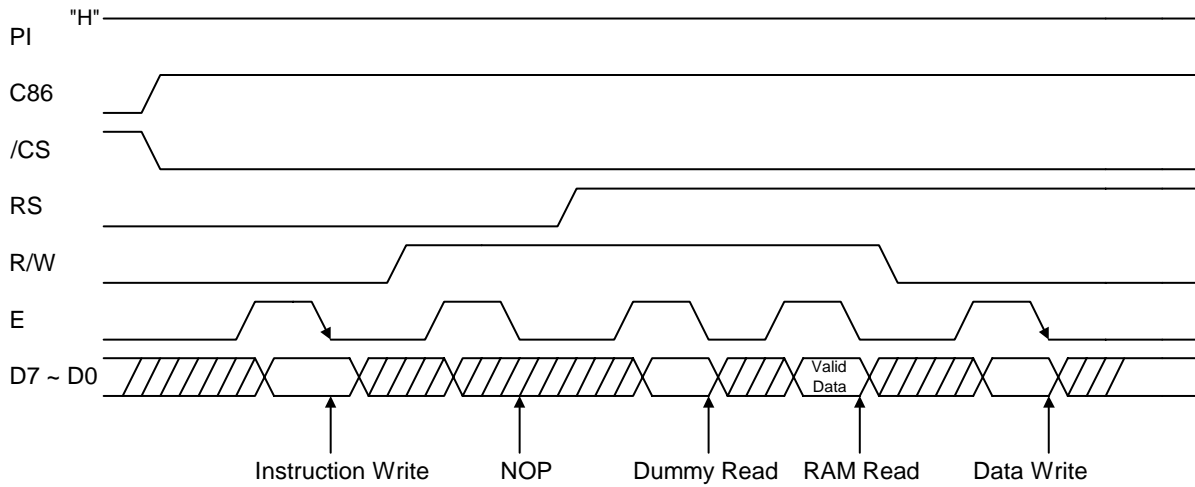 "H"
PI
C86
/CS
RS
R/W
E
D7 ~ D0
Valid
Data
Instruction Write
NOP
Dummy Read
RAM Read
Data Write